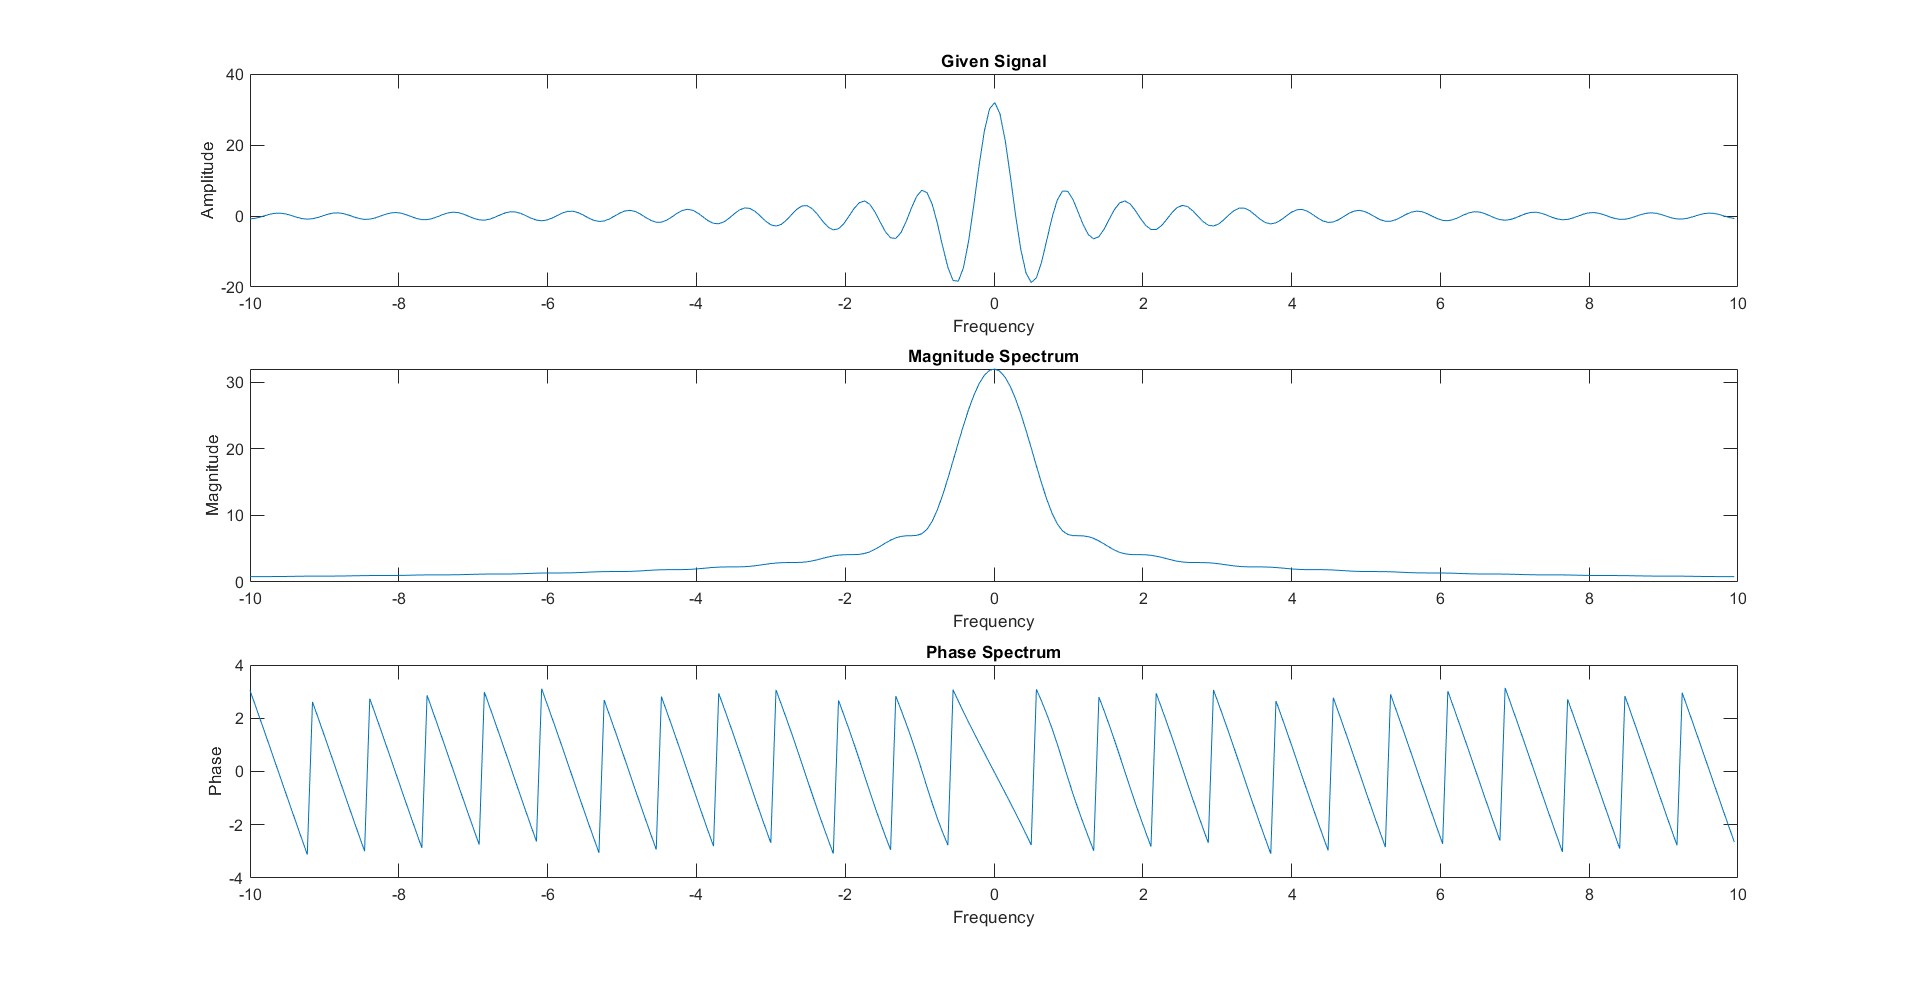 Given Signal
40
20
0
-20
Amplitude
-10 -8 -6 -4 -2 0 2 4 6 8 10
Frequency
Magnitude Spectrum
30
20
10
0
Magnitude
-10 -8 -6 -4 -2 0 2 4 6 8 10
Frequency
Phase Spectrum
4
2
0
-2
-4
Phase
-10 -8 -6 -4 -2 0 2 4 6 8 10
Frequency